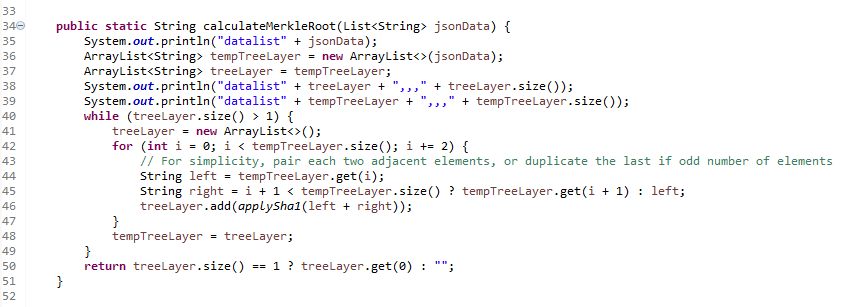 33
34 public static String calculateMerkleRoot(List<String> jsonData) {
35 System.out.println("datalist" + jsonData);
36 ArrayList<String> tempTreeLayer = new ArrayList<>(jsonData);
37 ArrayList<String> treeLayer = tempTreeLayer;
38 System.out.println("datalist" + treeLayer + ",,," + treeLayer.size());
39 System.out.println("datalist" + tempTreeLayer + ",,," + tempTreeLayer.size());
40 while (treeLayer.size() > 1) {
41 treeLayer = new ArrayList<>();
42 for (int i = 0; i < tempTreeLayer.size(); i += 2) {
43 // For simplicity, pair each two adjacent elements, or duplicate the last if odd number of elements
44 String left = tempTreeLayer.get(i);
45 String right = i + 1 < tempTreeLayer.size() ? tempTreeLayer.get(i + 1) : left;
46 treeLayer.add(applySha1(left + right));
47 }
48 tempTreeLayer = treeLayer;
49 }
50 return treeLayer.size() == 1 ? treeLayer.get(0) : "";
51 }
52